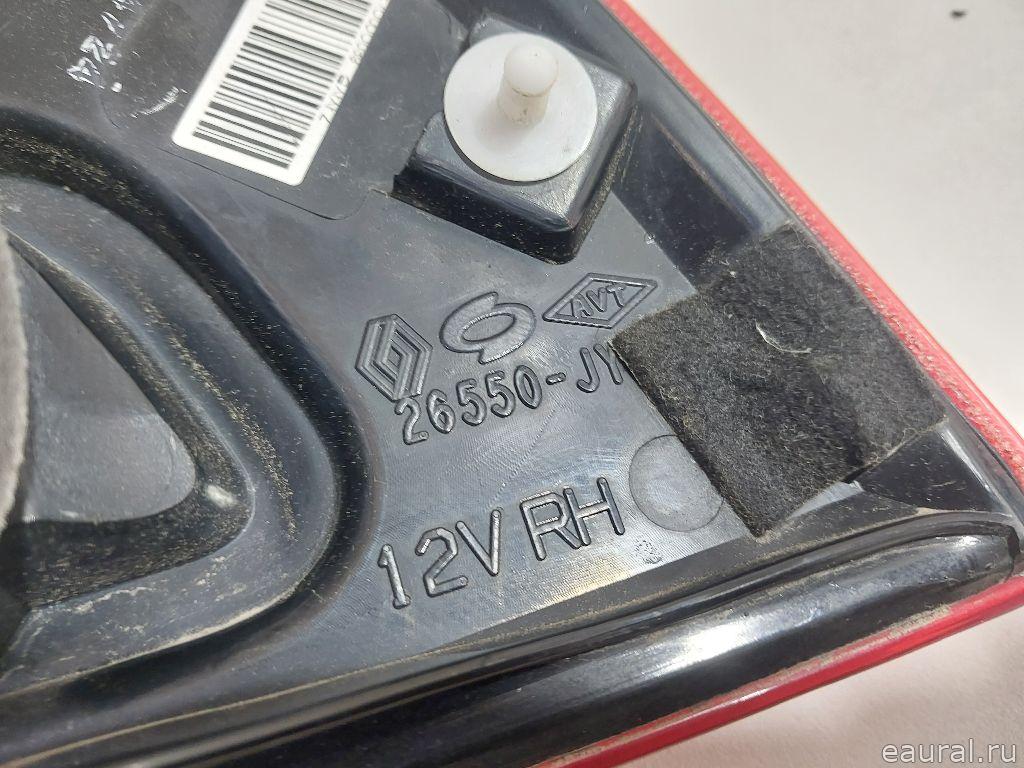 AVT
26550-JY
12V RH
eaural.ru